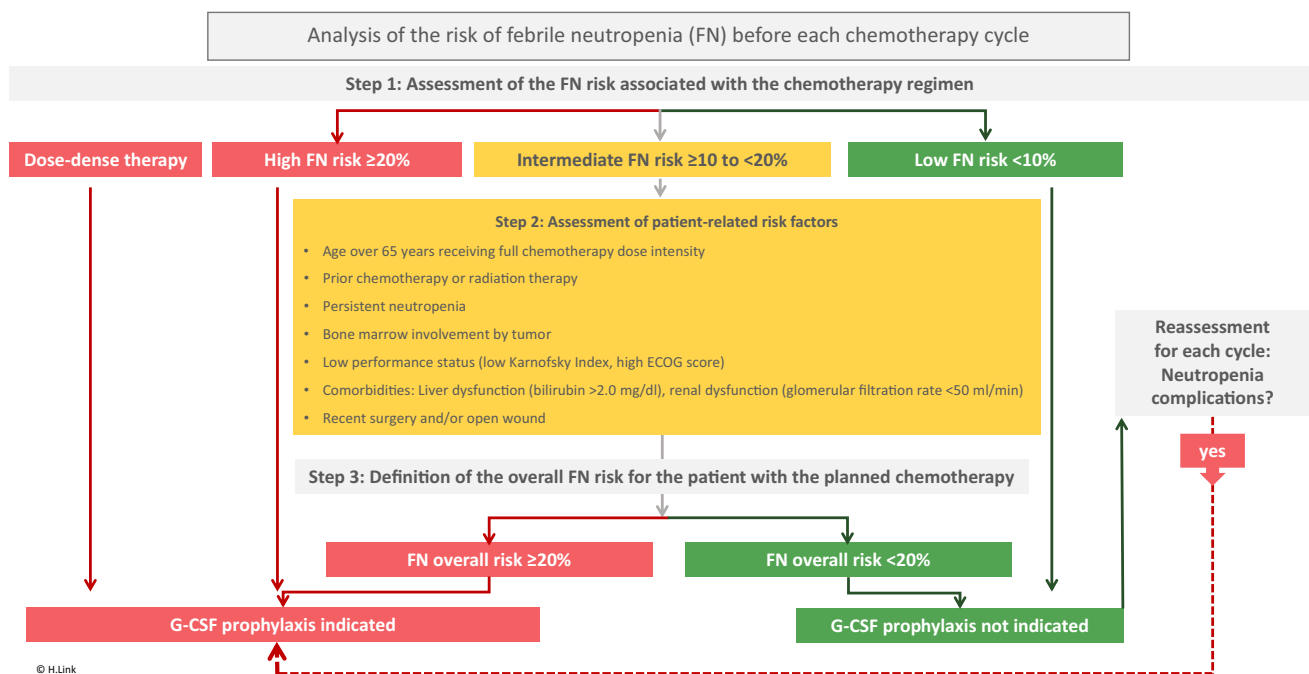 Analysis of the risk of febrile neutropenia (FN) before each chemotherapy cycle
Step 1: Assessment of the FN risk associated with the chemotherapy regimen
Dose-dense therapy
High FN risk ≥20%
Intermediate FN risk ≥10 to <20%
Low FN risk <10%
Step 2: Assessment of patient-related risk factors
• Age over 65 years receiving full chemotherapy dose intensity
• Prior chemotherapy or radiation therapy
• Persistent neutropenia
• Bone marrow involvement by tumor
• Low performance status (low Karnofsky Index, high ECOG score)
• Comorbidities: Liver dysfunction (bilirubin >2.0 mg/dl), renal dysfunction (glomerular filtration rate <50 ml/min)
• Recent surgery and/or open wound
Reassessment
for each cycle:
Neutropenia
complications?
yes
Step 3: Definition of the overall FN risk for the patient with the planned chemotherapy
FN overall risk ≥20%
FN overall risk <20%
G-CSF prophylaxis indicated
G-CSF prophylaxis not indicated
© H.Link